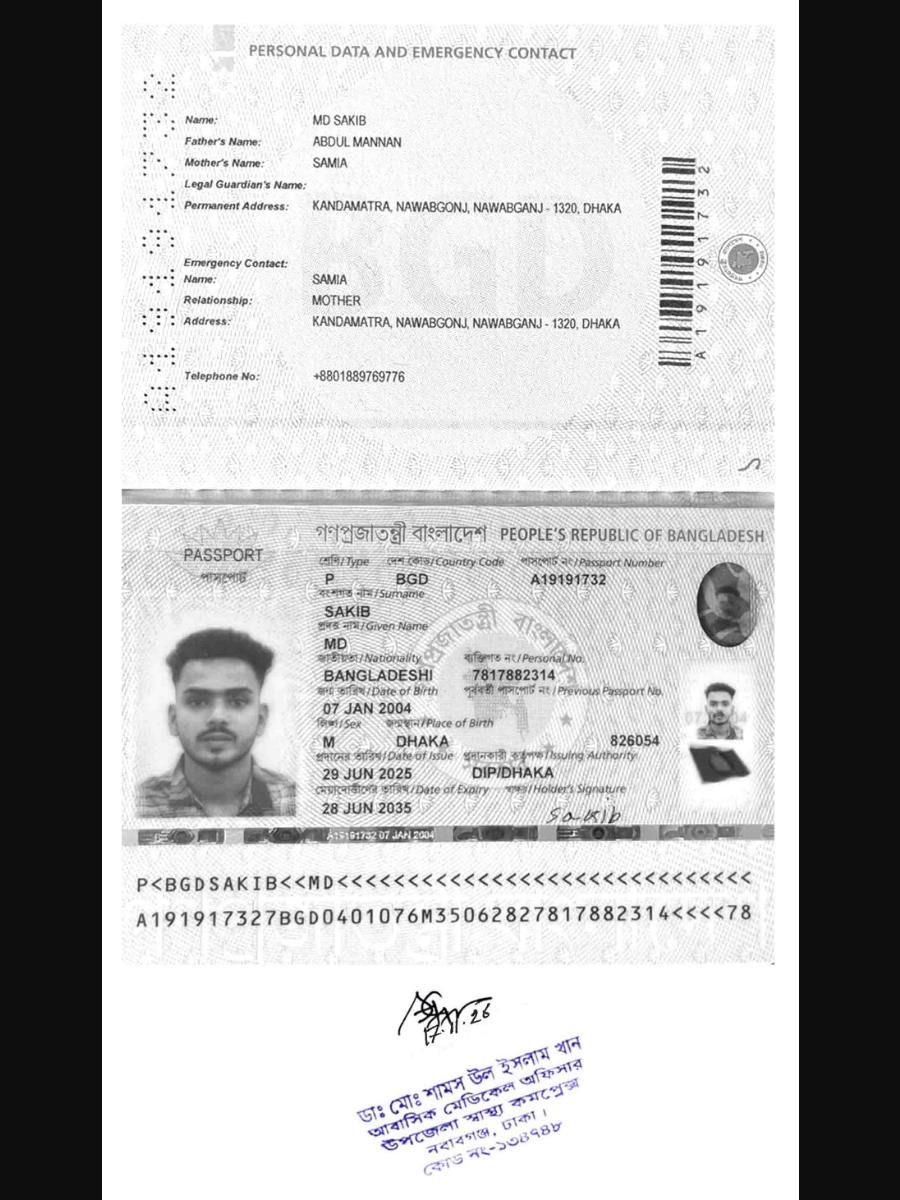 PERSONAL DATA AND EMERGENCY CONTACT
Name: MD SAKIB
Father's Name: ABDUL MANNAN
Mother's Name: SAMIA
Legal Guardian's Name:
Permanent Address: KANDAMATRA, NAWABGONJ, NAWABGANJ - 1320, DHAKA
Emergency Contact:
Name: SAMIA
Relationship: MOTHER
Address: KANDAMATRA, NAWABGONJ, NAWABGANJ - 1320, DHAKA
Telephone No: +8801889769776
A19191732
BGD
গণপ্রজাতন্ত্রী বাংলাদেশ PEOPLE'S REPUBLIC OF BANGLADESH
PASSPORT
পাসপোর্ট
শ্রেণি/Type দেশ কোড/Country Code পাসপোর্ট নং/Passport Number
P BGD A19191732
বংশগত নাম/Surname
SAKIB
প্রদত্ত নাম/Given Name
MD
জাতীয়তা/Nationality ব্যক্তিগত নং/Personal No.
BANGLADESHI 7817882314
জন্ম তারিখ/Date of Birth পূর্ববর্তী পাসপোর্ট নং/Previous Passport No.
07 JAN 2004
লিঙ্গ/Sex জন্মস্থান/Place of Birth
M DHAKA 826054
প্রদানের তারিখ/Date of Issue প্রদানকারী কর্তৃপক্ষ/Issuing Authority
29 JUN 2025 DIP/DHAKA
মেয়াদোত্তীর্ণের তারিখ/Date of Expiry স্বাক্ষর/Holder's Signature
28 JUN 2035 Sakib
A19191732 07 JAN 2004
P<BGDSAKIB<<MD<<<<<<<<<<<<<<<<<<<<<<<<<<<<<<
A191917327BGD0401076M35062827817882314<<<<78
ডাঃ মোঃ শামস উল ইসলাম খান
আবাসিক মেডিকেল অফিসার
উপজেলা স্বাস্থ্য কমপ্লেক্স
নবাবগঞ্জ, ঢাকা।
কোড নং-১৩৪৭৪৮